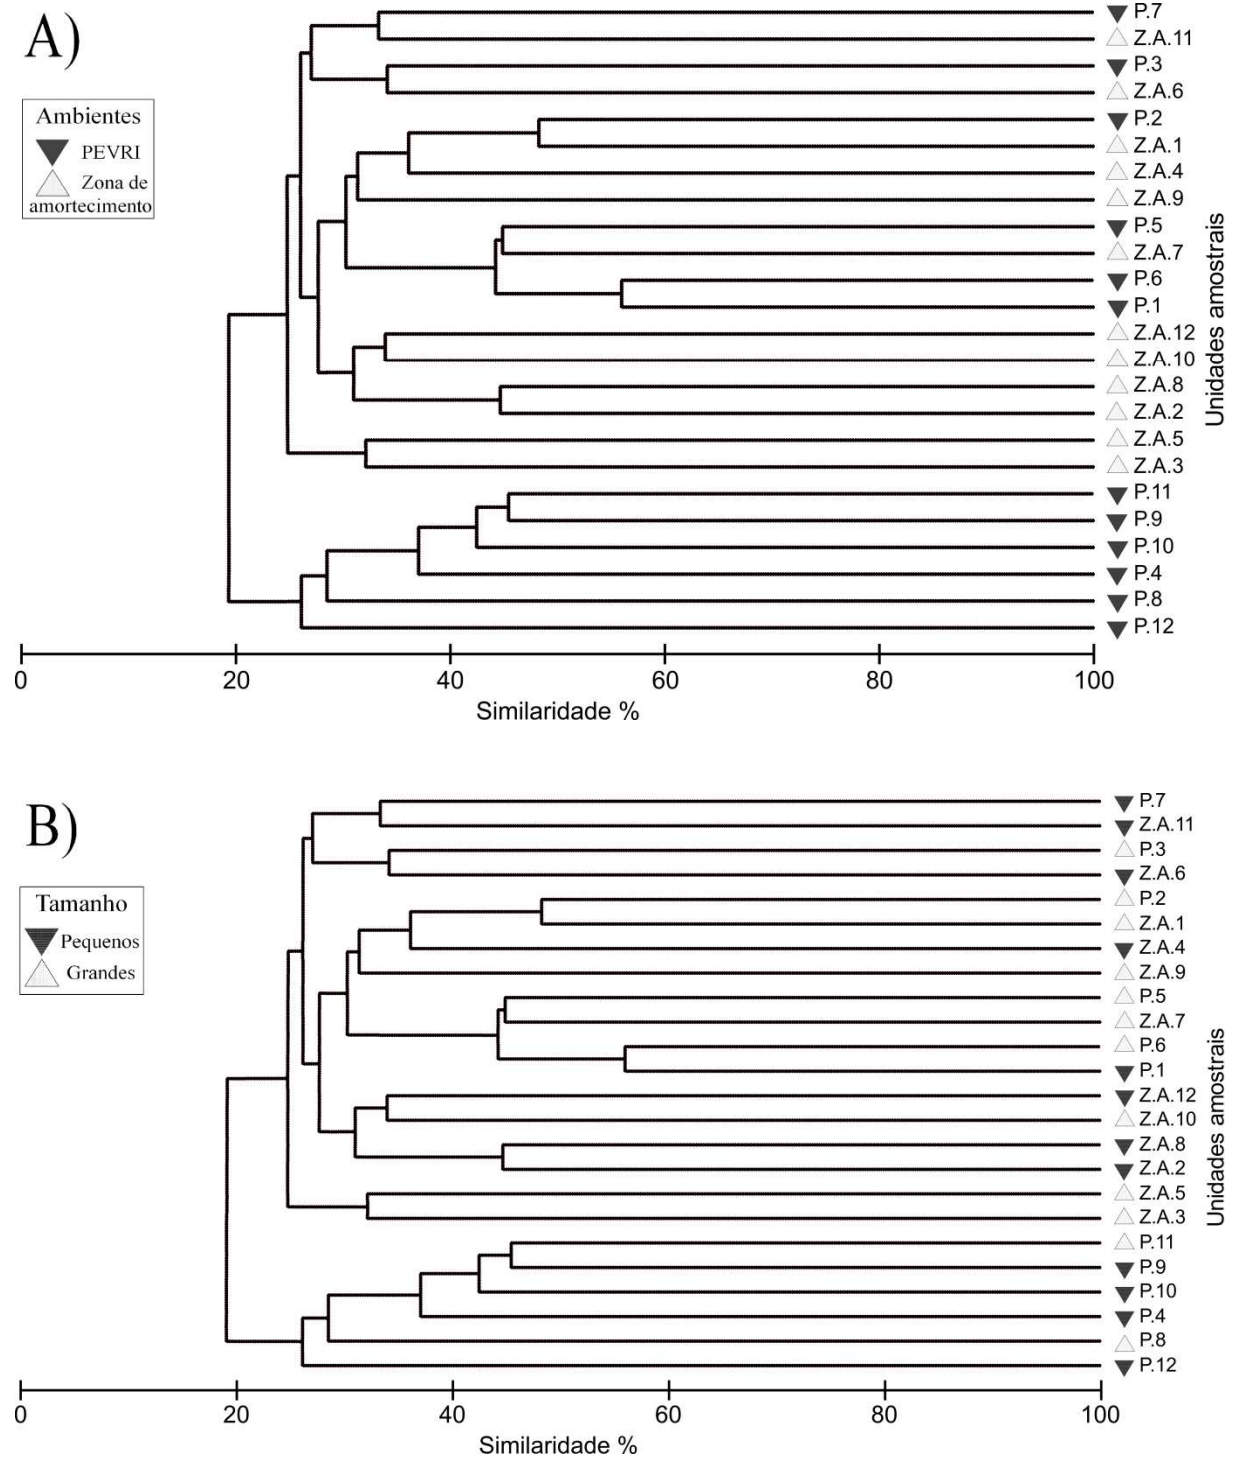 A)
Ambientes
PEVRI
Zona de
amortecimento
P.7
Z.A.11
P.3
Z.A.6
P.2
Z.A.1
Z.A.4
Z.A.9
P.5
Z.A.7
P.6
P.1
Z.A.12
Z.A.10
Z.A.8
Z.A.2
Z.A.5
Z.A.3
P.11
P.9
P.10
P.4
P.8
P.12
Unidades amostrais
0 20 40 60 80 100
Similaridade %
B)
Tamanho
Pequenos
Grandes
P.7
Z.A.11
P.3
Z.A.6
P.2
Z.A.1
Z.A.4
Z.A.9
P.5
Z.A.7
P.6
P.1
Z.A.12
Z.A.10
Z.A.8
Z.A.2
Z.A.5
Z.A.3
P.11
P.9
P.10
P.4
P.8
P.12
Unidades amostrais
0 20 40 60 80 100
Similaridade %